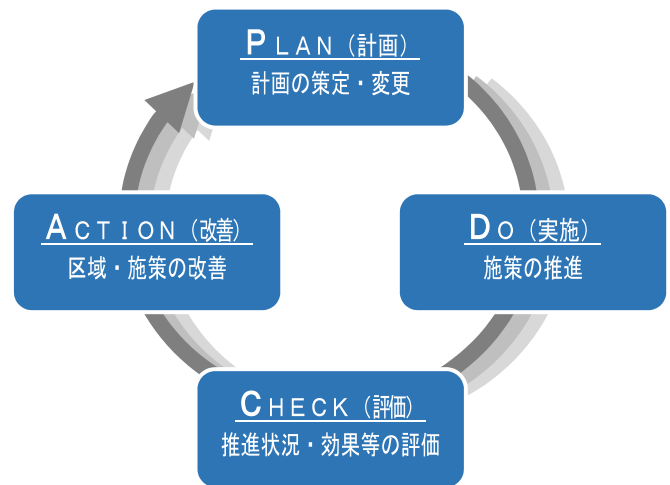 ＰＬＡＮ（計画）
計画の策定・変更
ＤＯ（実施）
施策の推進
ＣＨＥＣＫ（評価）
推進状況・効果等の評価
ＡＣＴＩＯＮ（改善）
区域・施策の改善